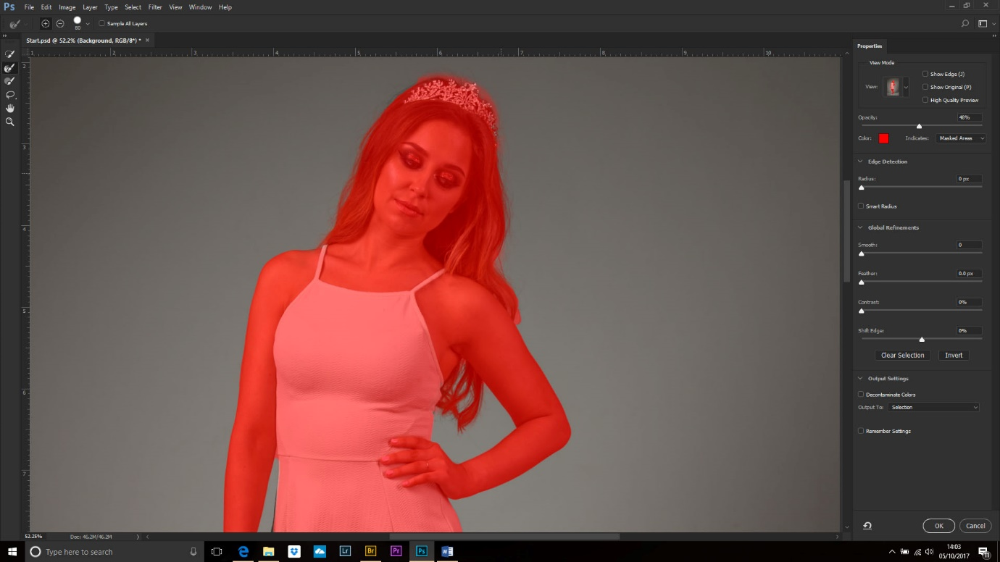 Ps File Edit Image Layer Type Select Filter View Window Help
80 Sample All Layers
Start.psd @ 52.2% (Background, RGB/8*) * ×
1 2 3 4 5 6 7 8 9 10
2
3
4
5
6
7
Properties
View Mode
View:
Show Edge (J)
Show Original (P)
High Quality Preview
Opacity: 48%
Color: Indicates: Masked Areas
Edge Detection
Radius: 0 px
Smart Radius
Global Refinements
Smooth: 0
Feather: 0.0 px
Contrast: 0%
Shift Edge: 0%
Clear Selection Invert
Output Settings
Decontaminate Colors
Output To: Selection
Remember Settings
OK Cancel
52.25% Doc: 46.2M/46.2M
Type here to search
Lr Br Pr Ps W
14:03
05/10/2017
11